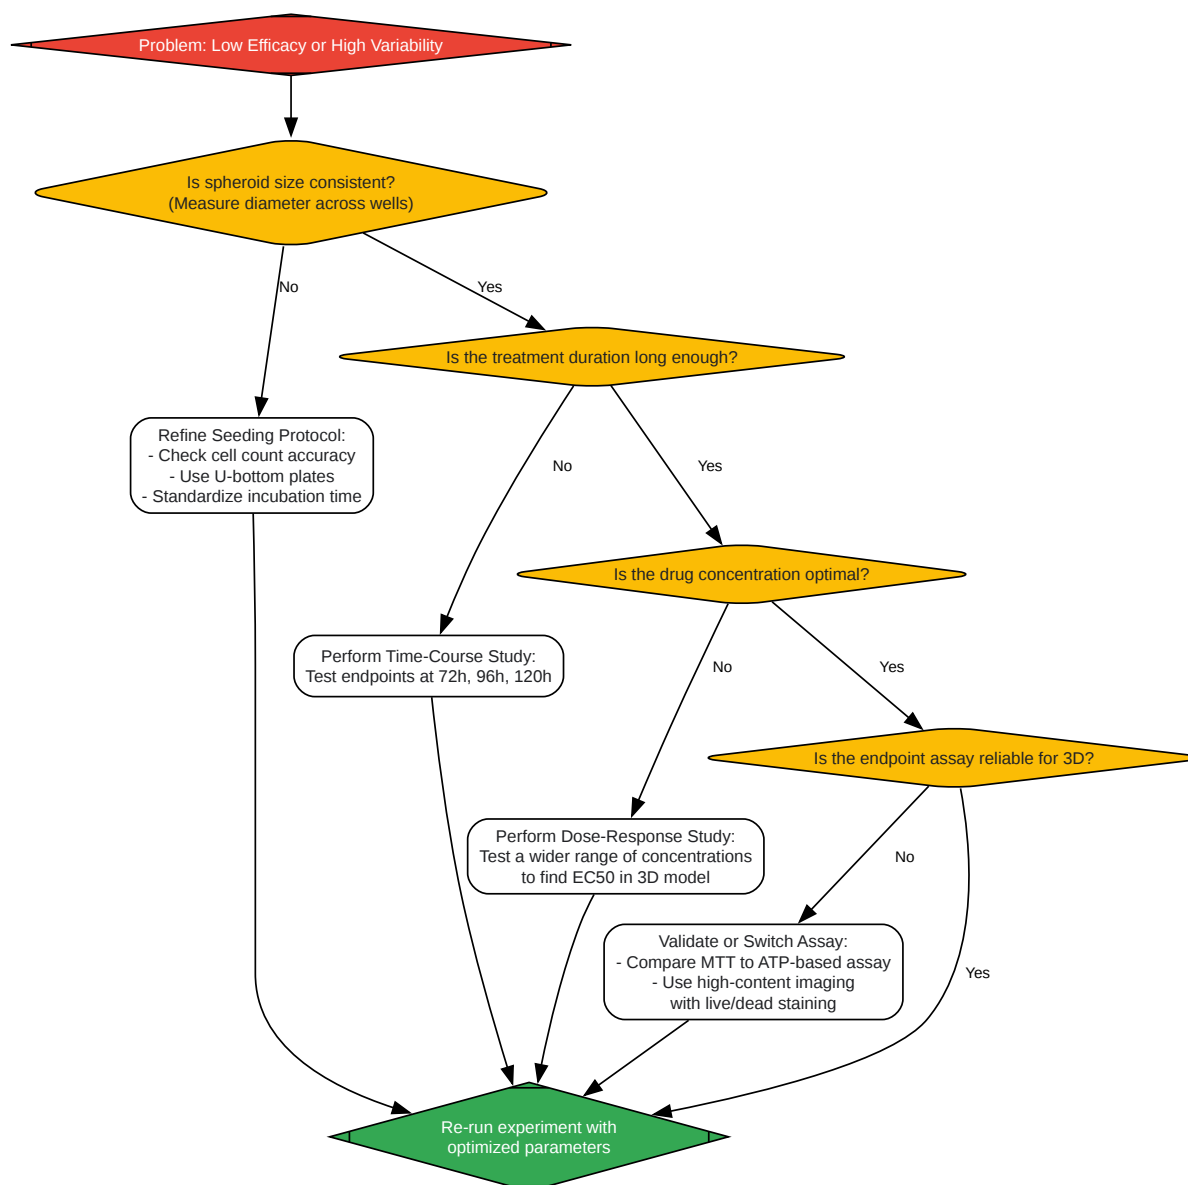 Problem: Low Efficacy or High Variability
Is spheroid size consistent?
(Measure diameter across wells)
No
Yes
Is the treatment duration long enough?
Refine Seeding Protocol:
- Check cell count accuracy
- Use U-bottom plates
- Standardize incubation time
No
Yes
Is the drug concentration optimal?
Perform Time-Course Study:
Test endpoints at 72h, 96h, 120h
No
Yes
Is the endpoint assay reliable for 3D?
Perform Dose-Response Study:
Test a wider range of concentrations
to find EC50 in 3D model
No
Validate or Switch Assay:
- Compare MTT to ATP-based assay
- Use high-content imaging
with live/dead staining
Yes
Re-run experiment with
optimized parameters